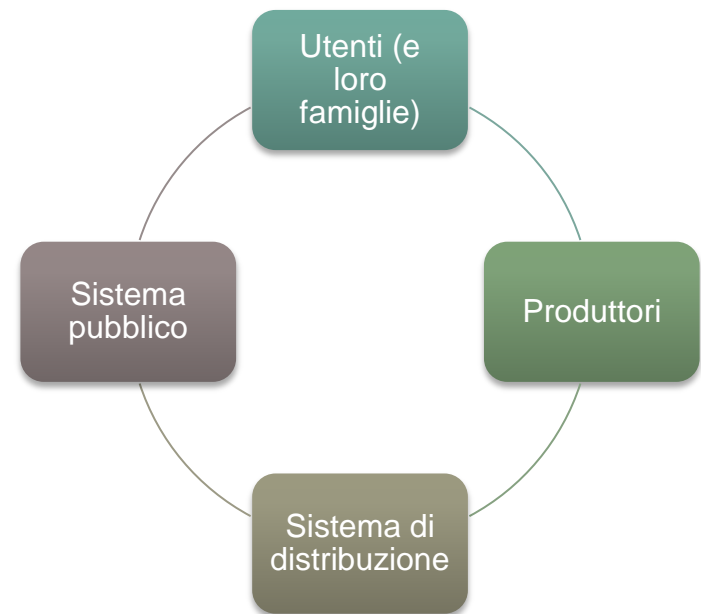 Utenti (e
loro
famiglie)
Sistema
pubblico
Produttori
Sistema di
distribuzione